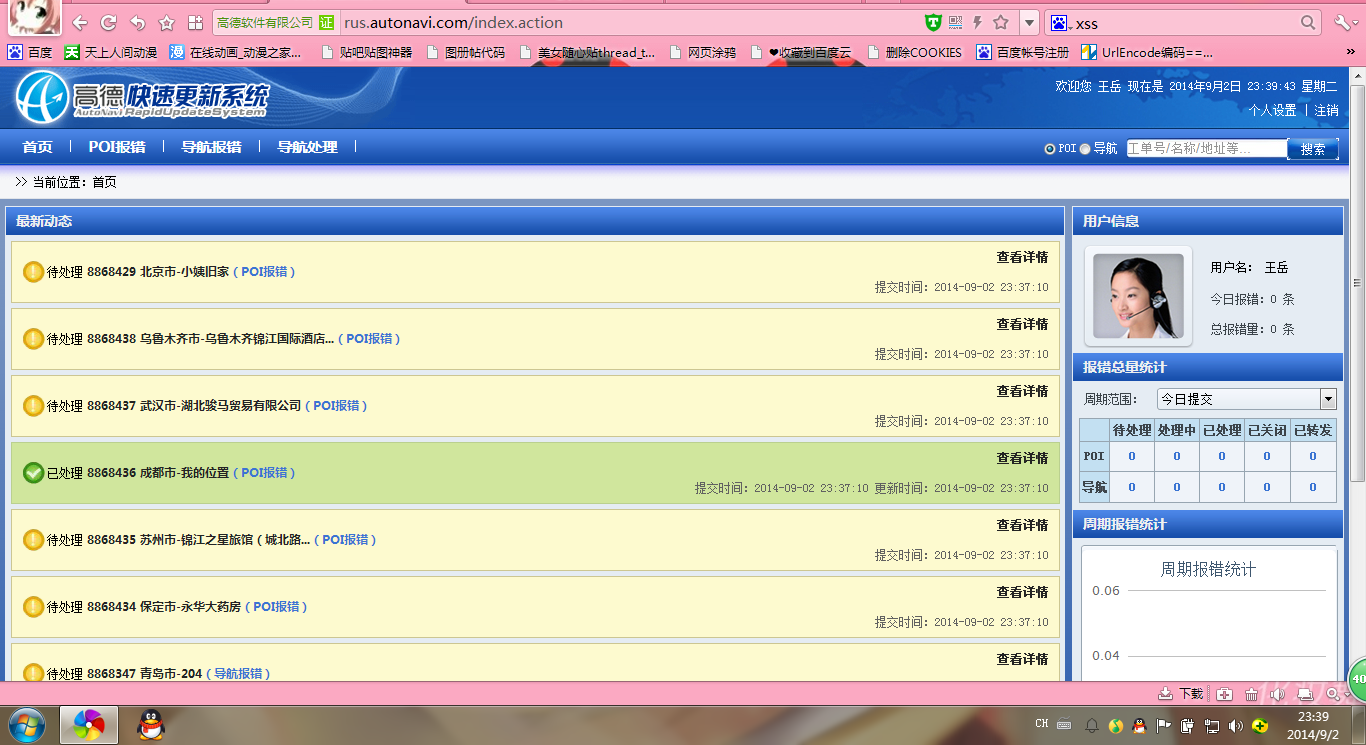 高德软件有限公司 证 rus.autonavi.com/index.action xss
百度 天上人间动漫 在线动画_动漫之家... 贴吧贴图神器 图册帖代码 美女随心贴thread_t... 网页涂鸦 ❤收藏到百度云 删除COOKIES 百度帐号注册 UrlEncode编码==... »
高德快速更新系统
AutoNavi RapidUpdateSystem
欢迎您 王岳 现在是 2014年9月2日 23:39:43 星期二
个人设置 | 注销
首页 | POI报错 | 导航报错 | 导航处理 |
POI 导航 工单号/名称/地址等... 搜索
>> 当前位置：首页
最新动态
待处理 8868429 北京市-小姨旧家（POI报错）
查看详情
提交时间：2014-09-02 23:37:10
待处理 8868438 乌鲁木齐市-乌鲁木齐锦江国际酒店...（POI报错）
查看详情
提交时间：2014-09-02 23:37:10
待处理 8868437 武汉市-湖北骏马贸易有限公司（POI报错）
查看详情
提交时间：2014-09-02 23:37:10
已处理 8868436 成都市-我的位置（POI报错）
查看详情
提交时间：2014-09-02 23:37:10 更新时间：2014-09-02 23:37:10
待处理 8868435 苏州市-锦江之星旅馆（城北路...（POI报错）
查看详情
提交时间：2014-09-02 23:37:10
待处理 8868434 保定市-永华大药房（POI报错）
查看详情
提交时间：2014-09-02 23:37:10
待处理 8868347 青岛市-204（导航报错）
查看详情
用户信息
用户名： 王岳
今日报错：0 条
总报错量：0 条
报错总量统计
周期范围： 今日提交
待处理 处理中 已处理 已关闭 已转发
POI 0 0 0 0 0
导航 0 0 0 0 0
周期报错统计
周期报错统计
0.06
0.04
40
下载
CH
23:39
2014/9/2